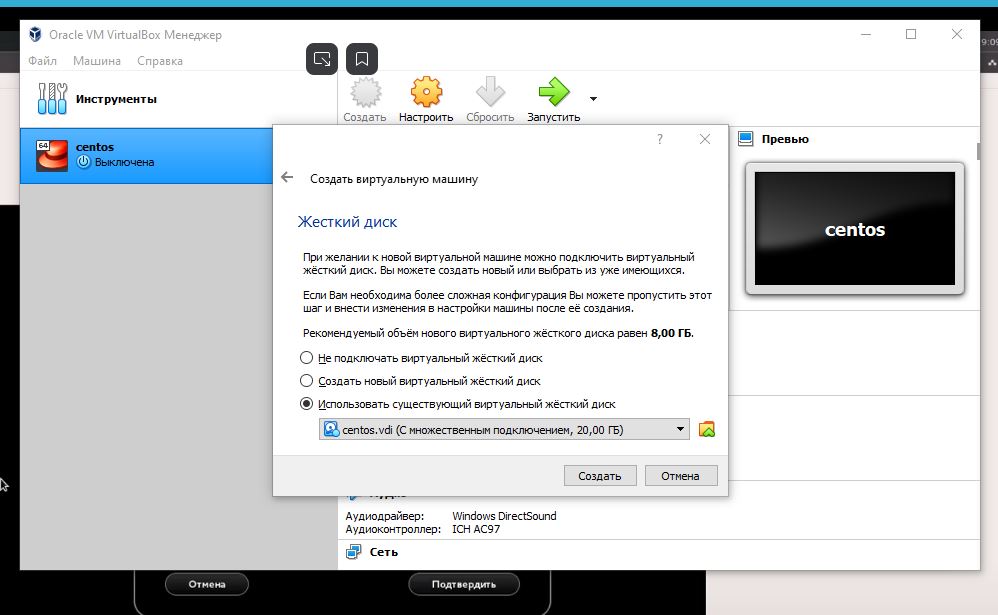 Oracle VM VirtualBox Менеджер
Файл Машина Справка
Инструменты
Создать Настроить Сбросить Запустить
64
centos
Выключена
?
Превью
centos
Создать виртуальную машину
Жесткий диск
При желании к новой виртуальной машине можно подключить виртуальный
жёсткий диск. Вы можете создать новый или выбрать из уже имеющихся.
Если Вам необходима более сложная конфигурация Вы можете пропустить этот
шаг и внести изменения в настройки машины после её создания.
Рекомендуемый объём нового виртуального жёсткого диска равен 8,00 ГБ.
Не подключать виртуальный жёсткий диск
Создать новый виртуальный жёсткий диск
Использовать существующий виртуальный жёсткий диск
centos.vdi (С множественным подключением, 20,00 ГБ)
Создать Отмена
Аудиодрайвер: Windows DirectSound
Аудиоконтроллер: ICH AC97
Сеть
Отмена Подтвердить